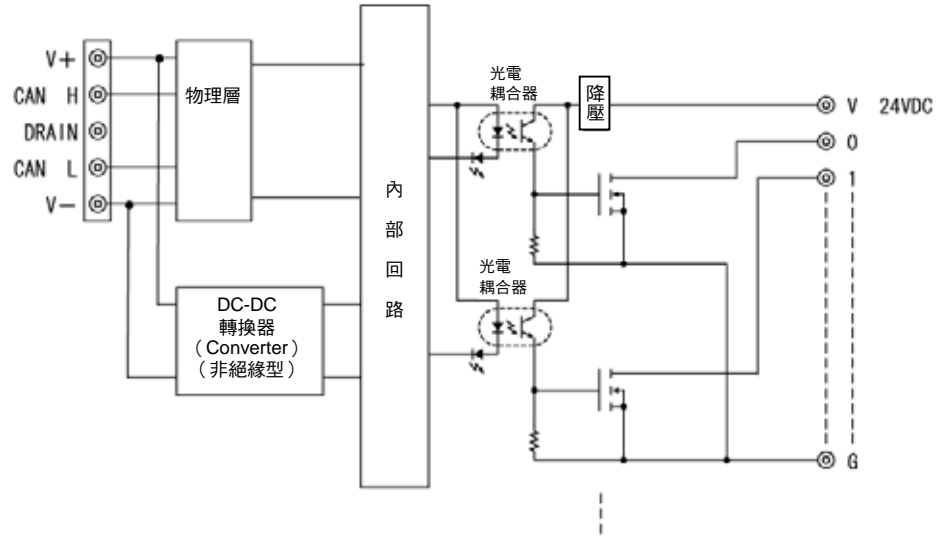 V+
CAN H
DRAIN
CAN L
V−
物理層
DC-DC
轉換器
（Converter）
（非絕緣型）
內
部
回
路
光電
耦合器
降
壓
光電
耦合器
V 24VDC
0
1
G